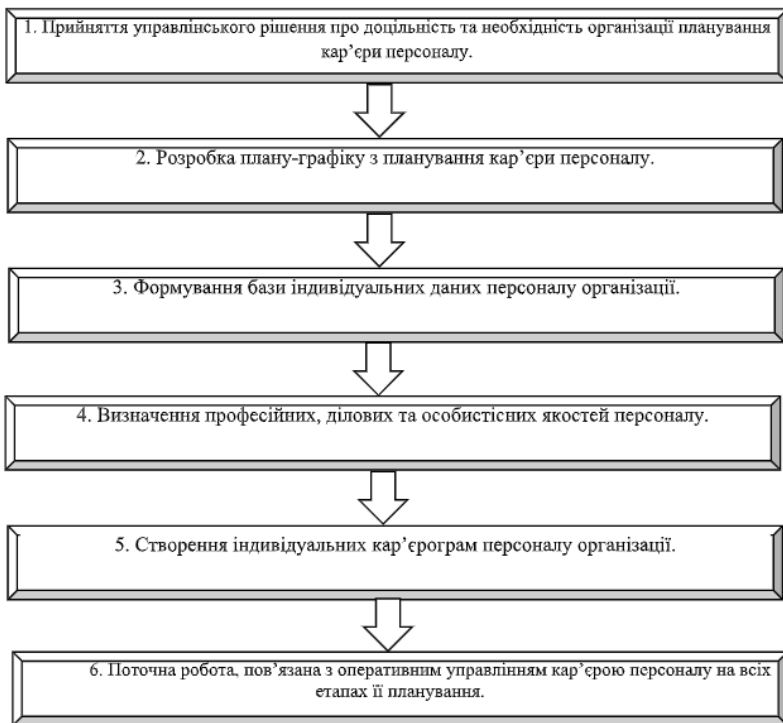 1. Прийняття управлінського рішення про доцільність та необхідність організації планування
кар’єри персоналу.
2. Розробка плану-графіку з планування кар’єри персоналу.
3. Формування бази індивідуальних даних персоналу організації.
4. Визначення професійних, ділових та особистісних якостей персоналу.
5. Створення індивідуальних кар’єрограм персоналу організації.
6. Поточна робота, пов’язана з оперативним управлінням кар’єрою персоналу на всіх
етапах її планування.